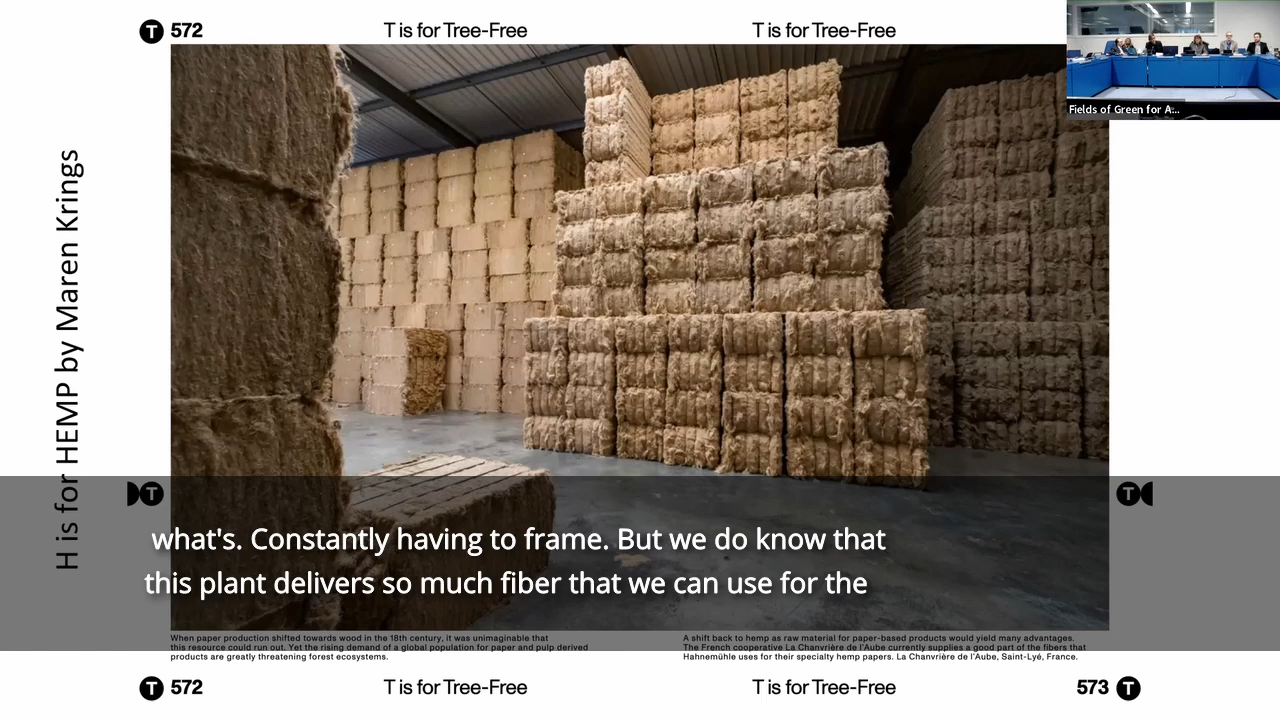 T 572
T is for Tree-Free
T is for Tree-Free
Fields of Green for A...
H is for HEMP by Maren Krings
T
T
what's. Constantly having to frame. But we do know that
this plant delivers so much fiber that we can use for the
When paper production shifted towards wood in the 18th century, it was unimaginable that
this resource could run out. Yet the rising demand of a global population for paper and pulp derived
products are greatly threatening forest ecosystems.
A shift back to hemp as raw material for paper-based products would yield many advantages.
The French cooperative La Chanvrière de l'Aube currently supplies a good part of the fibers that
Hahnemühle uses for their specialty hemp papers. La Chanvrière de l'Aube, Saint-Lyé, France.
T 572
T is for Tree-Free
T is for Tree-Free
573 T